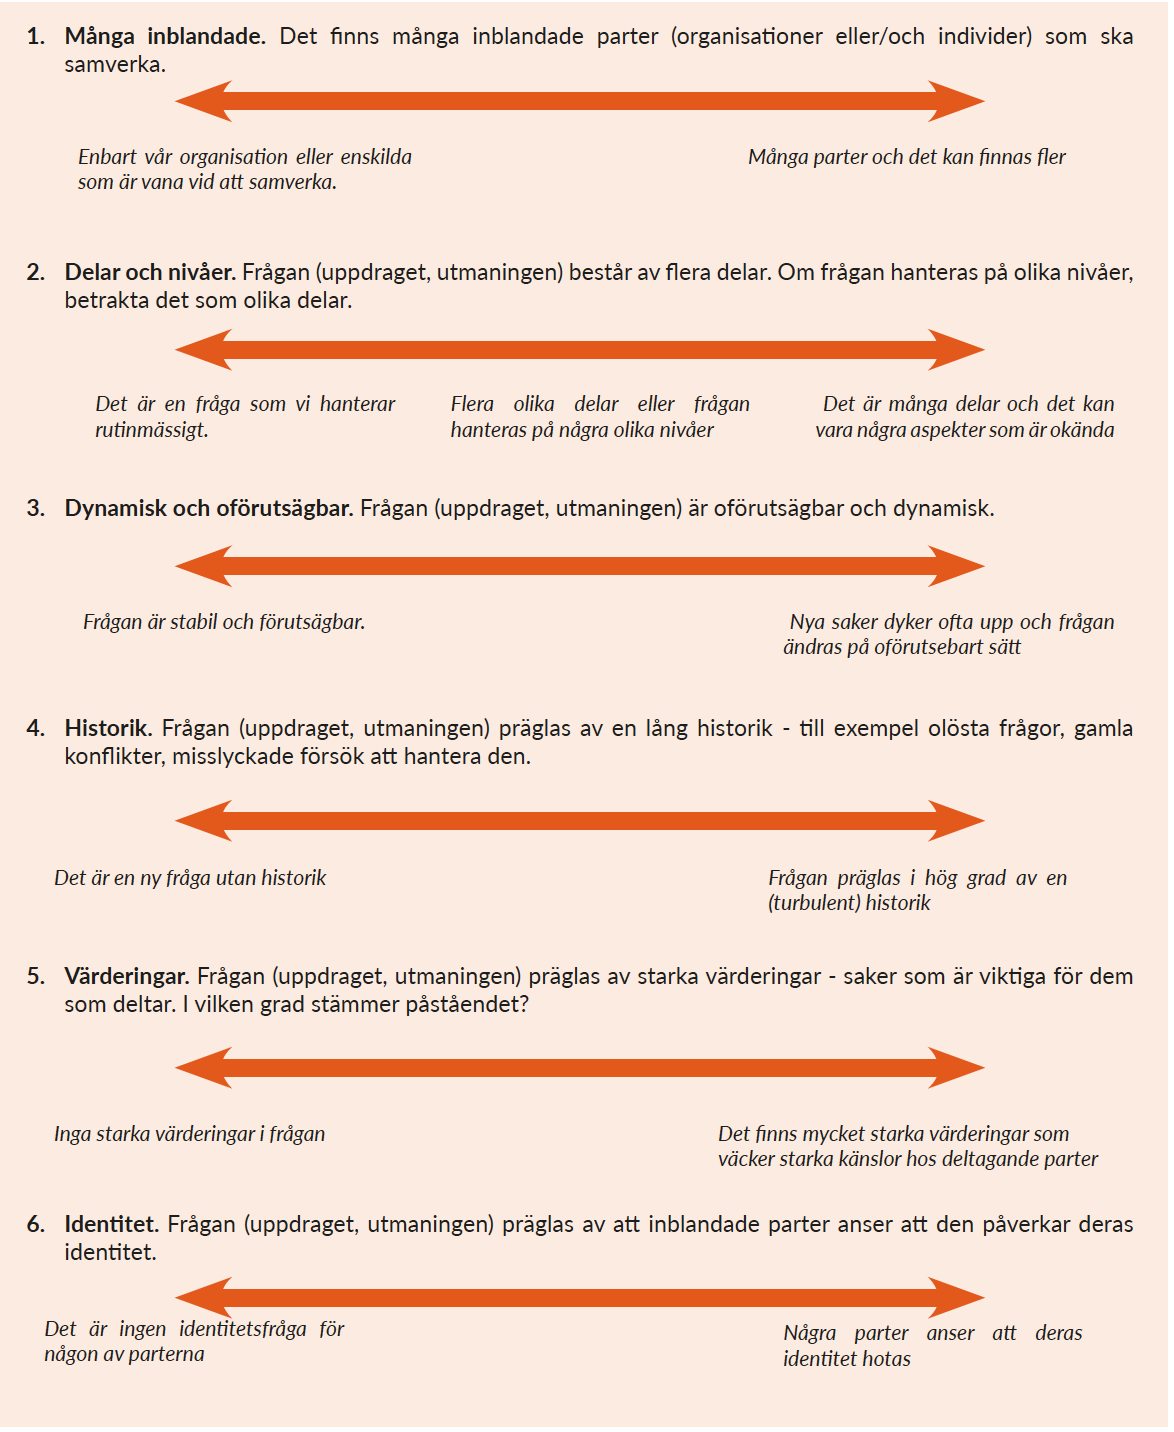 1. Många inblandade. Det finns många inblandade parter (organisationer eller/och individer) som ska
samverka.
Enbart vår organisation eller enskilda
som är vana vid att samverka.
Många parter och det kan finnas fler
2. Delar och nivåer. Frågan (uppdraget, utmaningen) består av flera delar. Om frågan hanteras på olika nivåer,
betrakta det som olika delar.
Det är en fråga som vi hanterar
rutinmässigt.
Flera olika delar eller frågan
hanteras på några olika nivåer
Det är många delar och det kan
vara några aspekter som är okända
3. Dynamisk och oförutsägbar. Frågan (uppdraget, utmaningen) är oförutsägbar och dynamisk.
Frågan är stabil och förutsägbar.
Nya saker dyker ofta upp och frågan
ändras på oförutsebart sätt
4. Historik. Frågan (uppdraget, utmaningen) präglas av en lång historik - till exempel olösta frågor, gamla
konflikter, misslyckade försök att hantera den.
Det är en ny fråga utan historik
Frågan präglas i hög grad av en
(turbulent) historik
5. Värderingar. Frågan (uppdraget, utmaningen) präglas av starka värderingar - saker som är viktiga för dem
som deltar. I vilken grad stämmer påståendet?
Inga starka värderingar i frågan
Det finns mycket starka värderingar som
väcker starka känslor hos deltagande parter
6. Identitet. Frågan (uppdraget, utmaningen) präglas av att inblandade parter anser att den påverkar deras
identitet.
Det är ingen identitetsfråga för
någon av parterna
Några parter anser att deras
identitet hotas